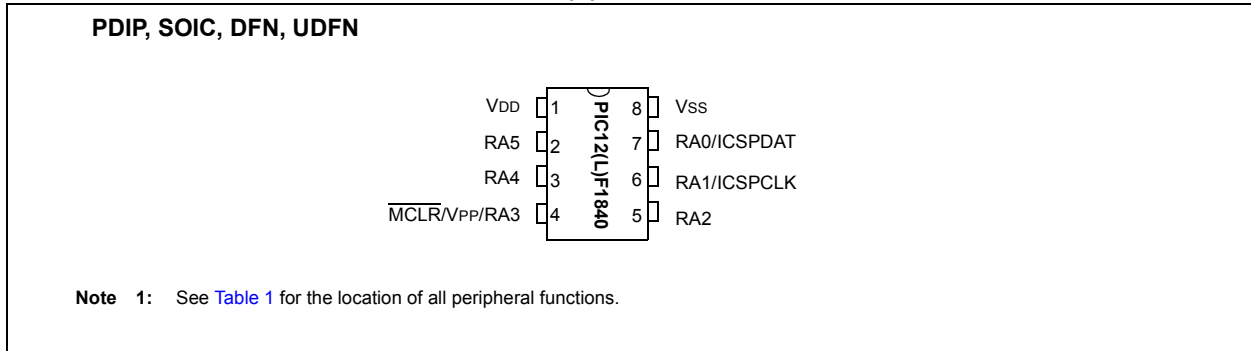 PDIP, SOIC, DFN, UDFN
VDD 1 8 VSS
RA5 2 7 RA0/ICSPDAT
RA4 3 6 RA1/ICSPCLK
MCLR/VPP/RA3 4 5 RA2
PIC12(L)F1840
Note 1: See Table 1 for the location of all peripheral functions.